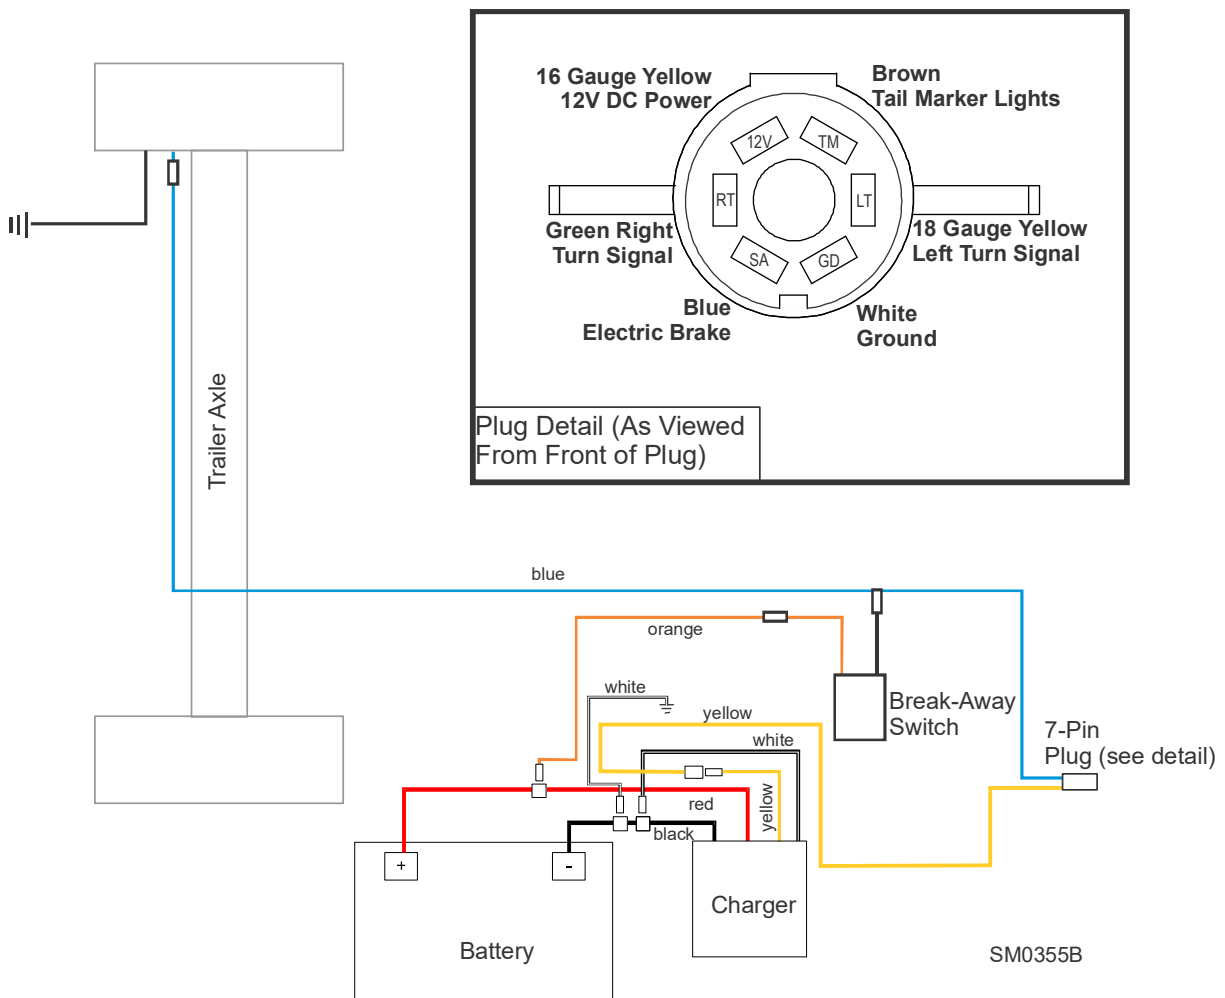 16 Gauge Yellow
12V DC Power
Brown
Tail Marker Lights
12V
TM
RT
LT
Green Right
Turn Signal
18 Gauge Yellow
Left Turn Signal
SA
GD
Blue
Electric Brake
White
Ground
Plug Detail (As Viewed
From Front of Plug)
Trailer Axle
blue
orange
white
yellow
white
Break-Away
Switch
7-Pin
Plug (see detail)
red
yellow
black
+
-
Charger
Battery
SM0355B